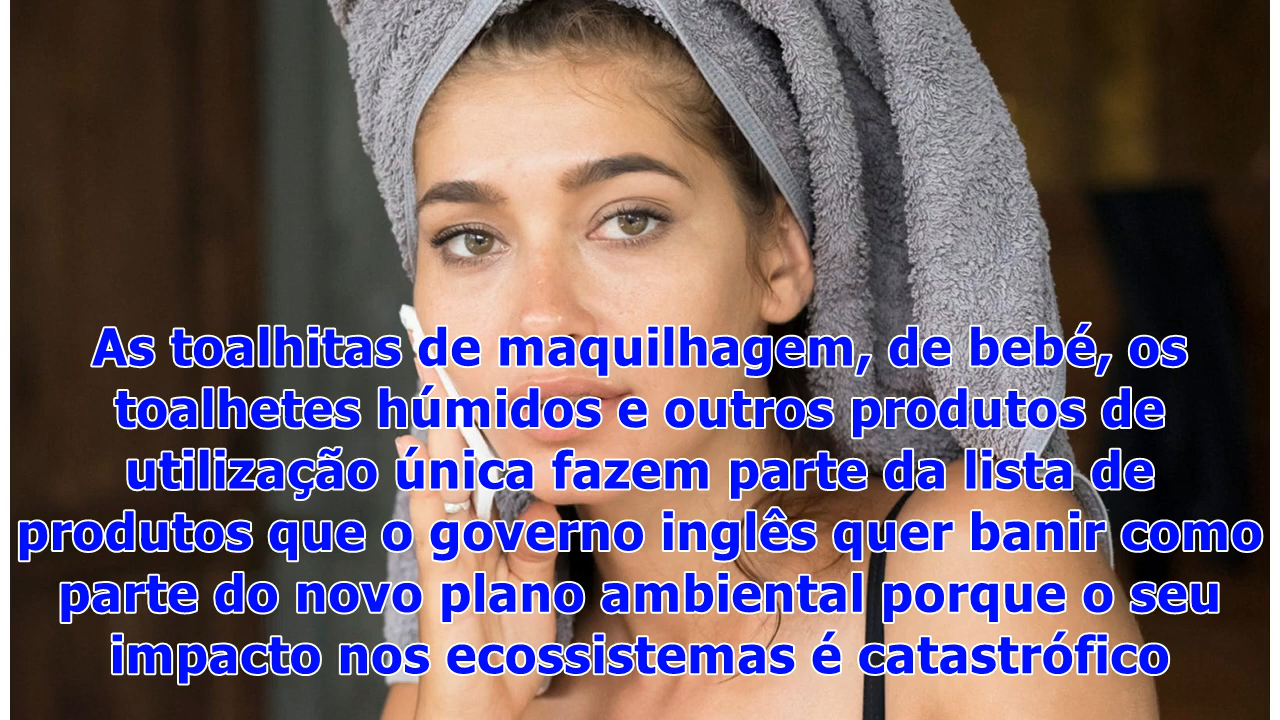 As toalhitas de maquilhagem, de bebé, os
toalhetes húmidos e outros produtos de
utilização única fazem parte da lista de
produtos que o governo inglês quer banir como
parte do novo plano ambiental porque o seu
impacto nos ecossistemas é catastrófico